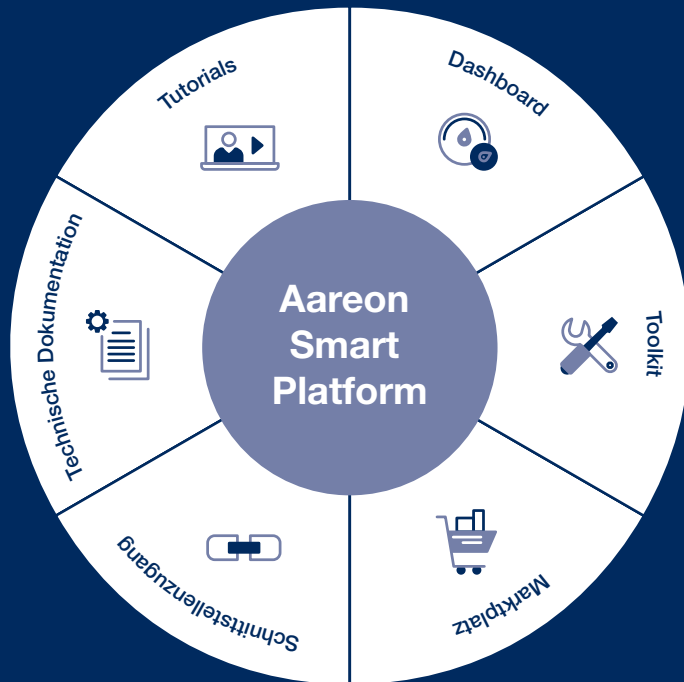 Tutorials
Dashboard
Technische Dokumentation
Aareon
Smart
Platform
Toolkit
Schnittstellenzugang
Marktplatz